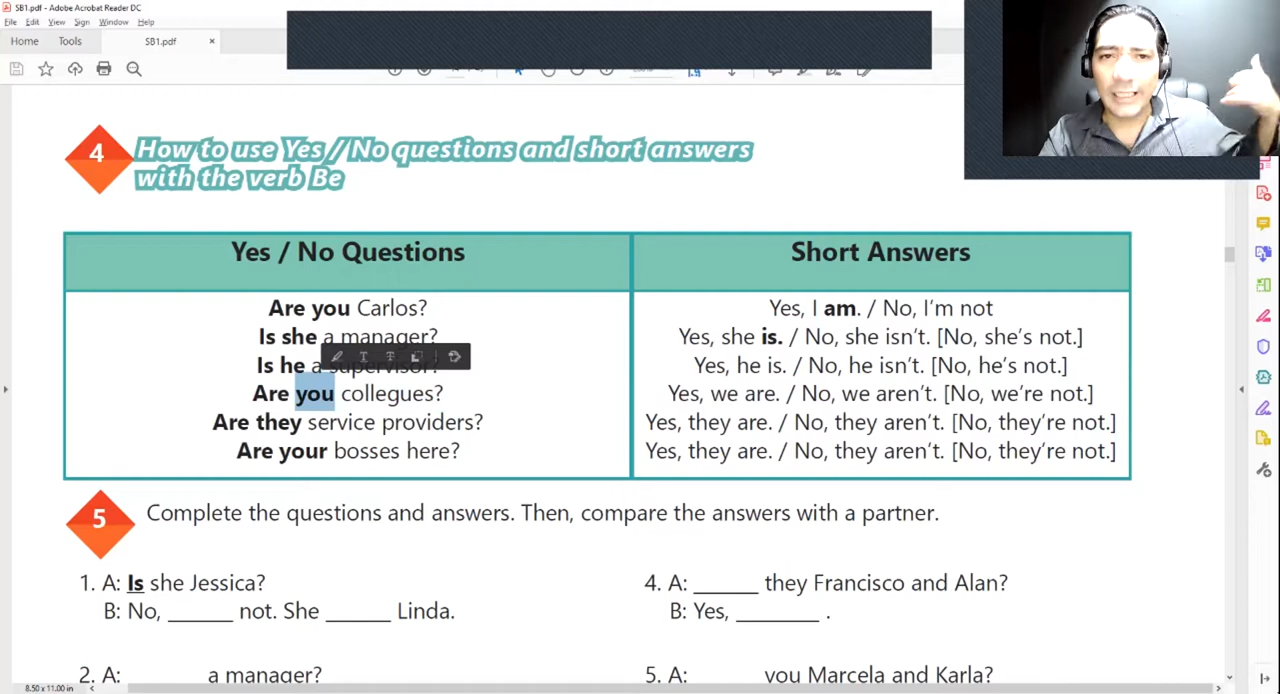 SB1.pdf - Adobe Acrobat Reader DC
File Edit View Sign Window Help
Home Tools SB1.pdf ×
4 How to use Yes / No questions and short answers
with the verb Be
Yes / No Questions Short Answers
Are you Carlos? Yes, I am. / No, I'm not
Is she a manager? Yes, she is. / No, she isn't. [No, she's not.]
Is he a supervisor? Yes, he is. / No, he isn't. [No, he's not.]
Are you collegues? Yes, we are. / No, we aren't. [No, we're not.]
Are they service providers? Yes, they are. / No, they aren't. [No, they're not.]
Are your bosses here? Yes, they are. / No, they aren't. [No, they're not.]
5 Complete the questions and answers. Then, compare the answers with a partner.
1. A: Is she Jessica?
B: No, ______ not. She ______ Linda.
2. A: ______ a manager?
4. A: ______ they Francisco and Alan?
B: Yes, ________ .
5. A: ______ you Marcela and Karla?
8.50 x 11.00 in